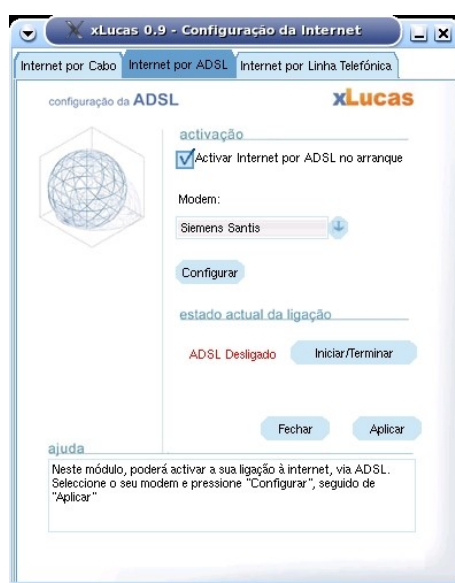 xLucas 0.9 - Configuração da Internet
Internet por Cabo Internet por ADSL Internet por Linha Telefónica
configuração da ADSL xLucas
activação
Activar Internet por ADSL no arranque
Modem:
Siemens Santis
Configurar
estado actual da ligação
ADSL Desligado Iniciar/Terminar
Fechar Aplicar
ajuda
Neste módulo, poderá activar a sua ligação à internet, via ADSL.
Seleccione o seu modem e pressione "Configurar", seguido de
"Aplicar"